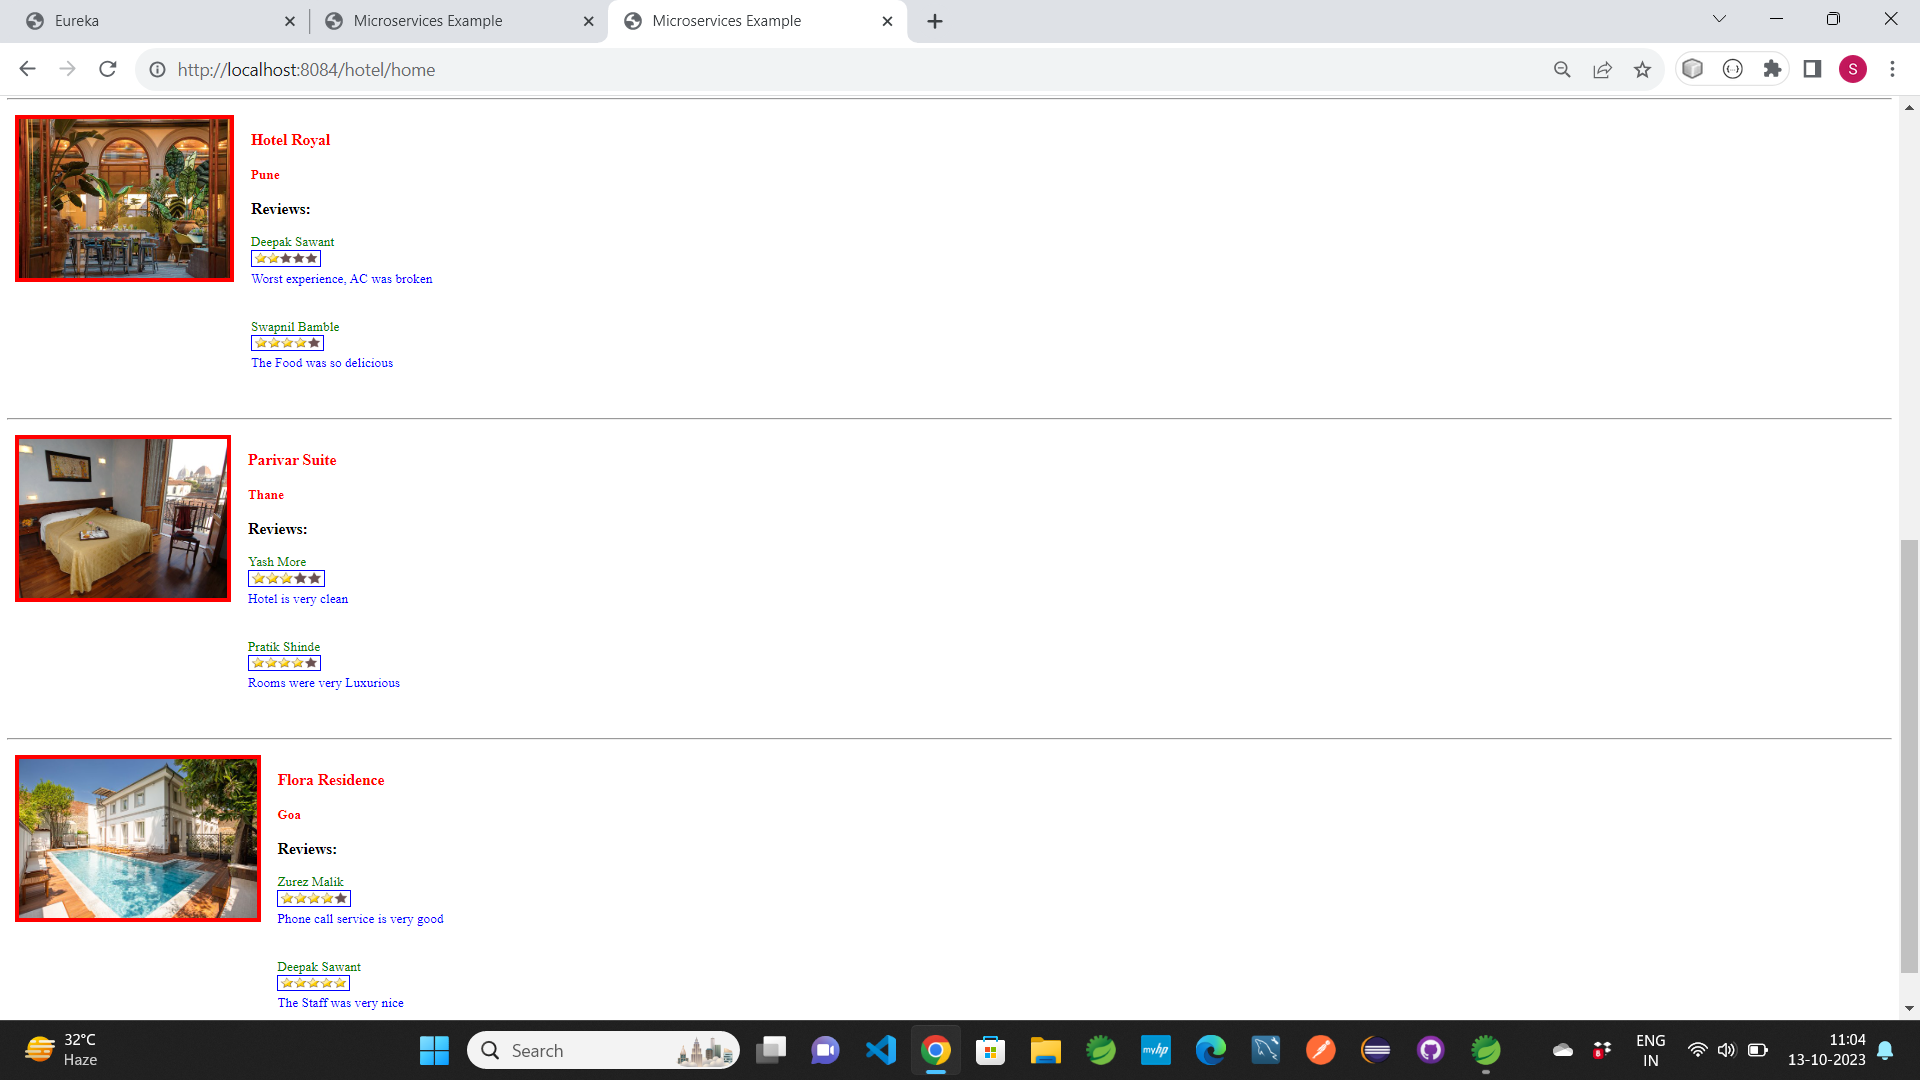 Eureka
Microservices Example
Microservices Example
http://localhost:8084/hotel/home
S
Hotel Royal
Pune
Reviews:
Deepak Sawant
Worst experience, AC was broken
Swapnil Bamble
The Food was so delicious
Parivar Suite
Thane
Reviews:
Yash More
Hotel is very clean
Pratik Shinde
Rooms were very Luxurious
Flora Residence
Goa
Reviews:
Zurez Malik
Phone call service is very good
Deepak Sawant
The Staff was very nice
32°C
Haze
Search
myhp
8
ENG
IN
11:04
13-10-2023